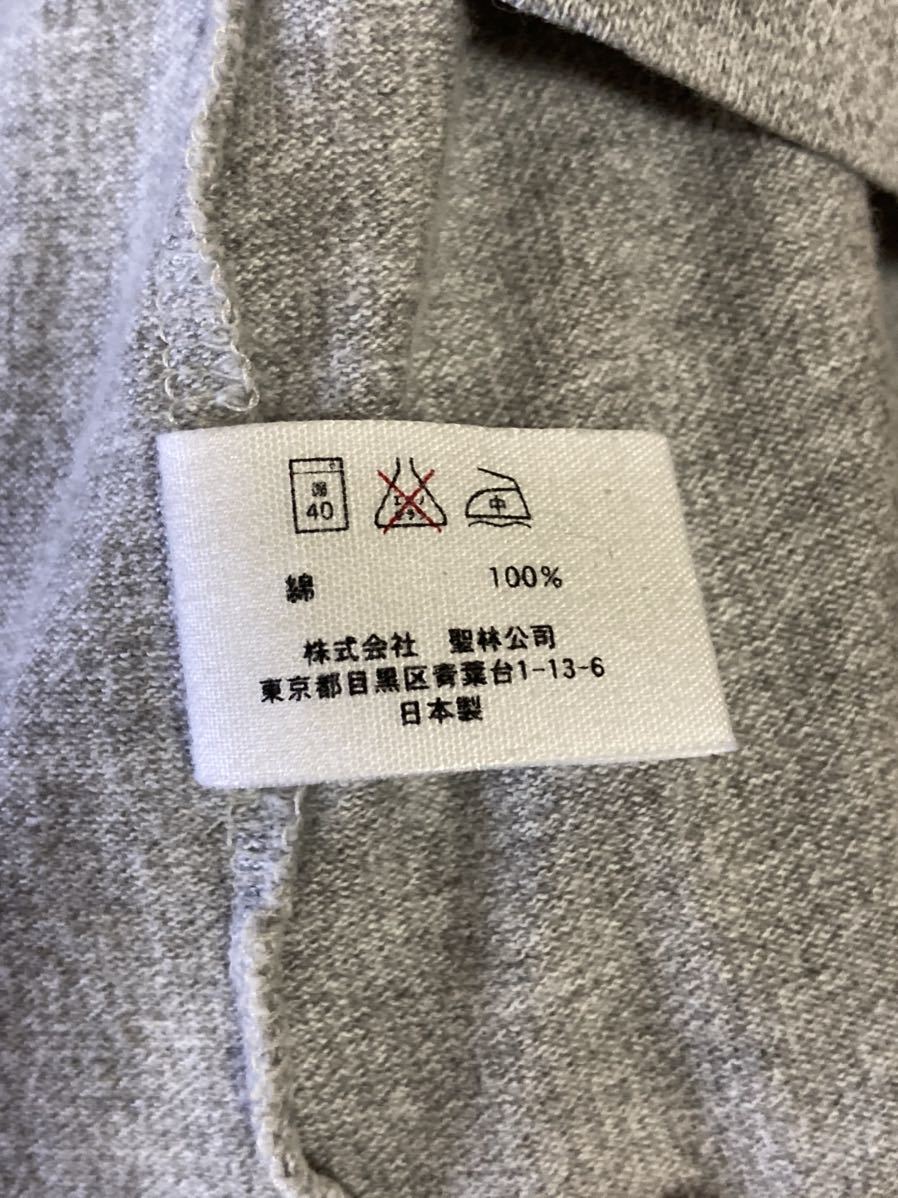 40
中
綿 100%
株式会社 聖林公司
東京都目黒区青葉台1-13-6
日本製